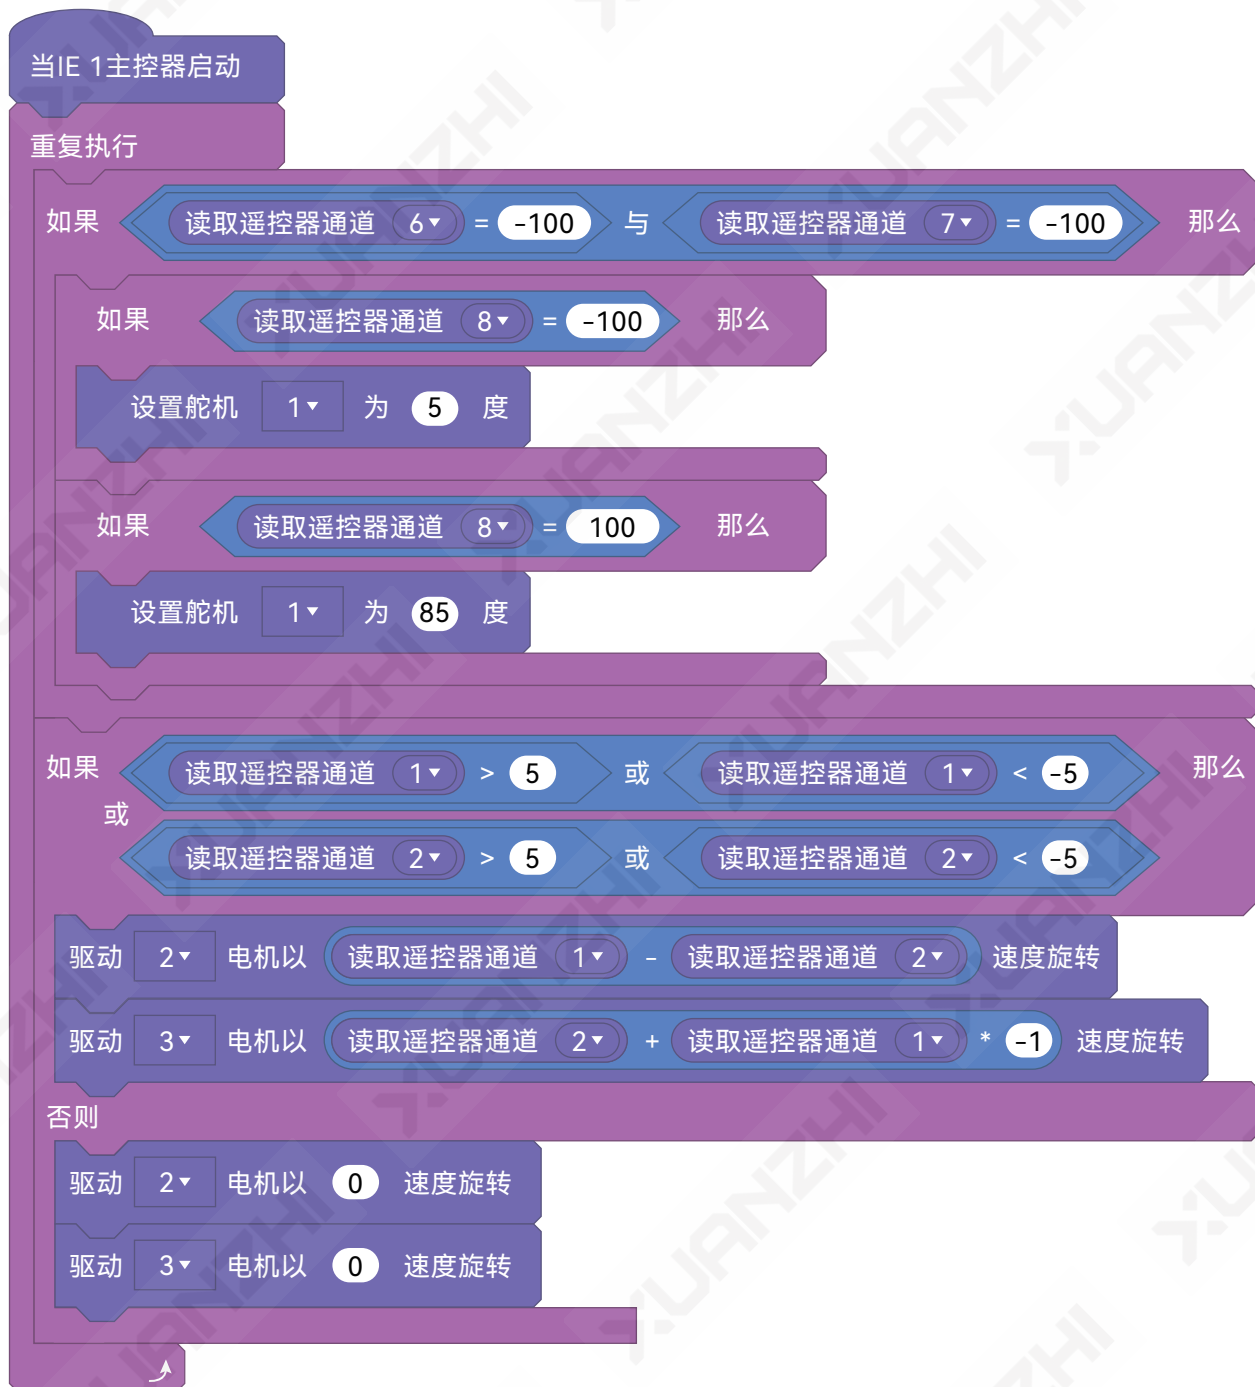 当IE 1主控器启动
重复执行
如果 读取遥控器通道 6▾ = -100 与 读取遥控器通道 7▾ = -100 那么
如果 读取遥控器通道 8▾ = -100 那么
设置舵机 1▾ 为 5 度
如果 读取遥控器通道 8▾ = 100 那么
设置舵机 1▾ 为 85 度
如果 读取遥控器通道 1▾ > 5 或 读取遥控器通道 1▾ < -5 那么
或
读取遥控器通道 2▾ > 5 或 读取遥控器通道 2▾ < -5
驱动 2▾ 电机以 读取遥控器通道 1▾ - 读取遥控器通道 2▾ 速度旋转
驱动 3▾ 电机以 读取遥控器通道 2▾ + 读取遥控器通道 1▾ * -1 速度旋转
否则
驱动 2▾ 电机以 0 速度旋转
驱动 3▾ 电机以 0 速度旋转
XUANZHI